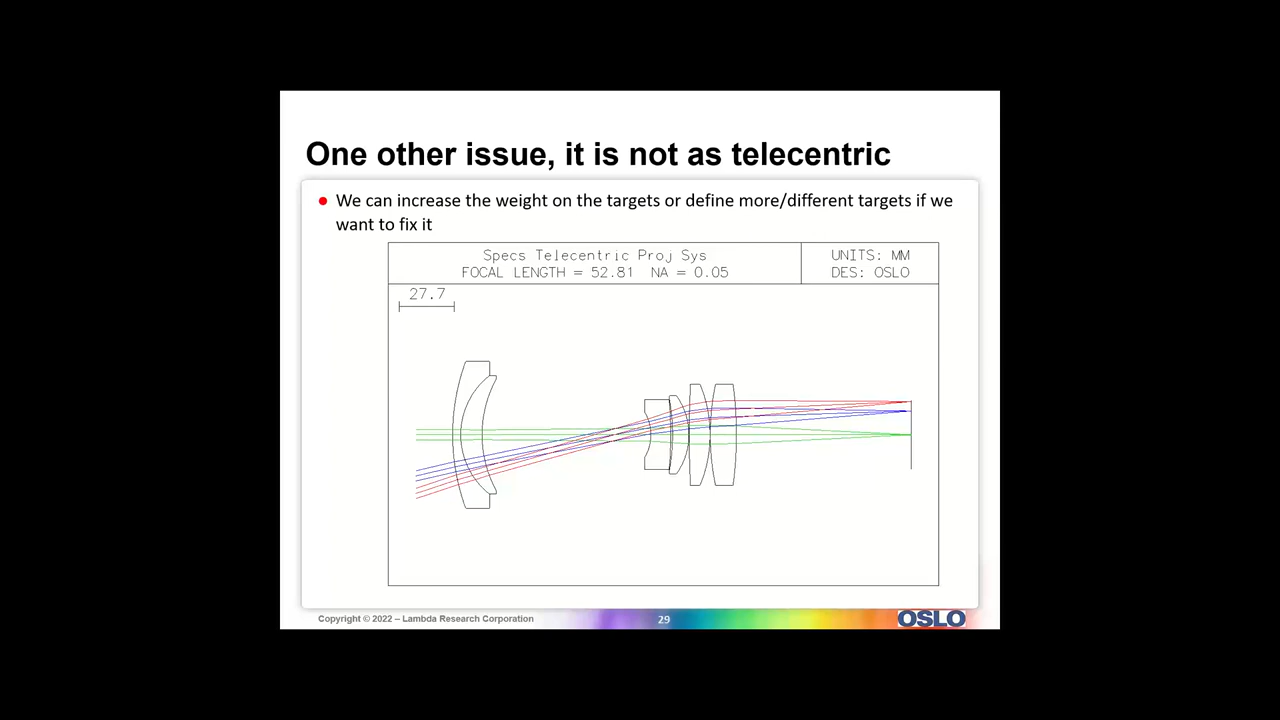 One other issue, it is not as telecentric
We can increase the weight on the targets or define more/different targets if we
want to fix it
Specs Telecentric Proj Sys
FOCAL LENGTH = 52.81 NA = 0.05
UNITS: MM
DES: OSLO
27.7
Copyright © 2022 – Lambda Research Corporation
29
OSLO